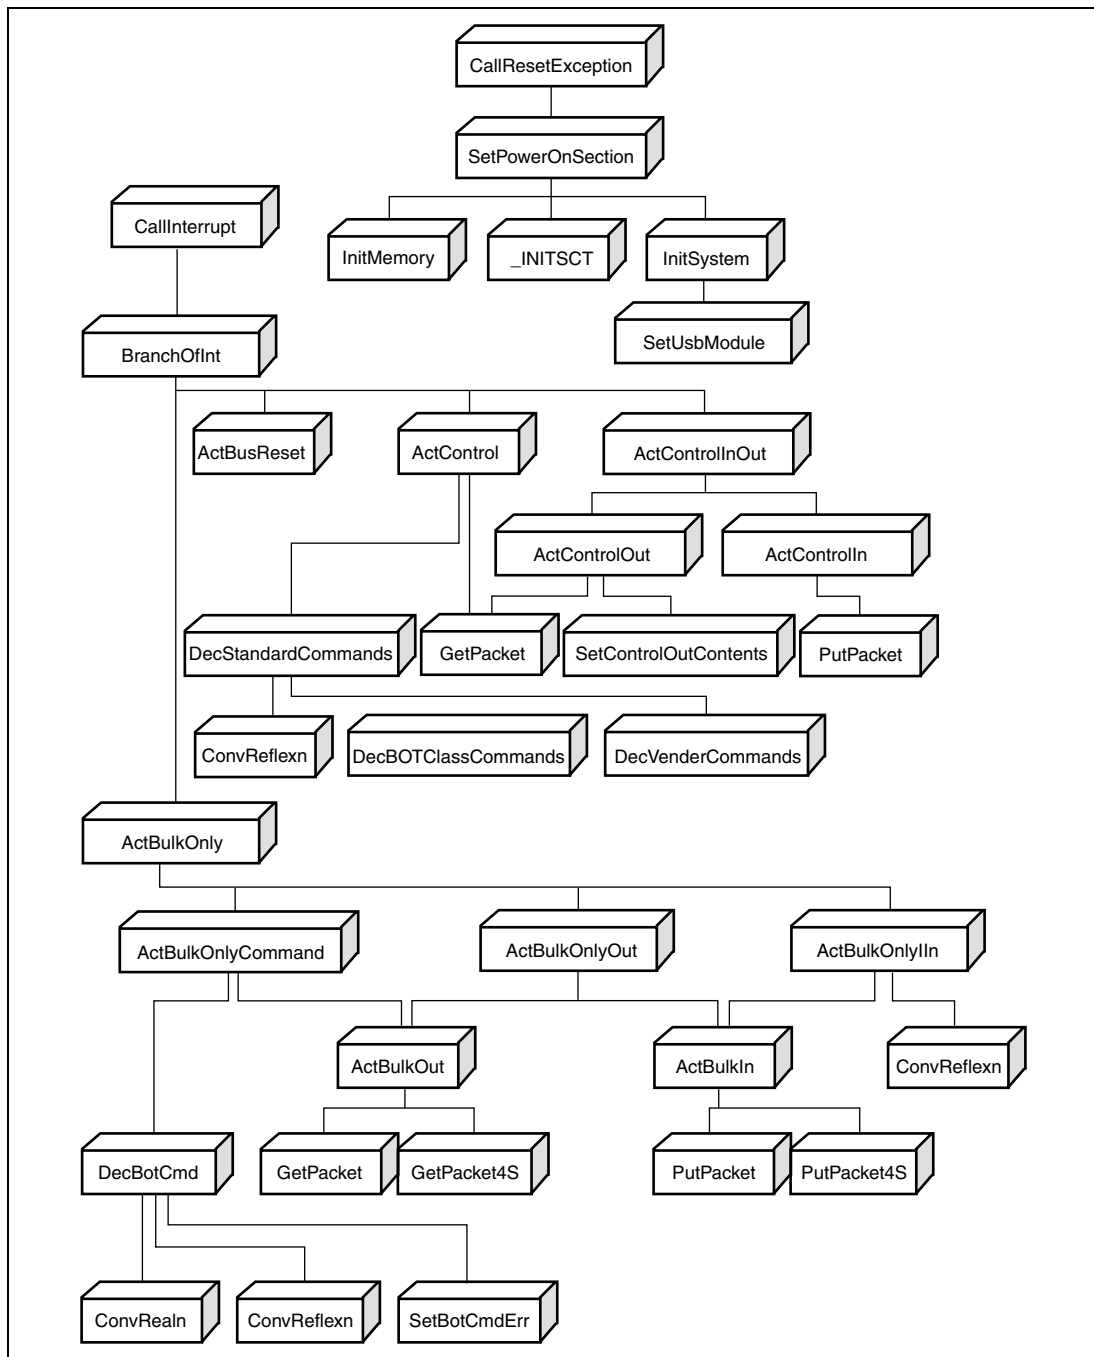 CallResetException
SetPowerOnSection
CallInterrupt
InitMemory
_INITSCT
InitSystem
SetUsbModule
BranchOfInt
ActBusReset
ActControl
ActControlInOut
ActControlOut
ActControlIn
DecStandardCommands
GetPacket
SetControlOutContents
PutPacket
ConvReflexn
DecBOTClassCommands
DecVenderCommands
ActBulkOnly
ActBulkOnlyCommand
ActBulkOnlyOut
ActBulkOnlyIIn
ActBulkOut
ActBulkIn
ConvReflexn
DecBotCmd
GetPacket
GetPacket4S
PutPacket
PutPacket4S
ConvRealn
ConvReflexn
SetBotCmdErr